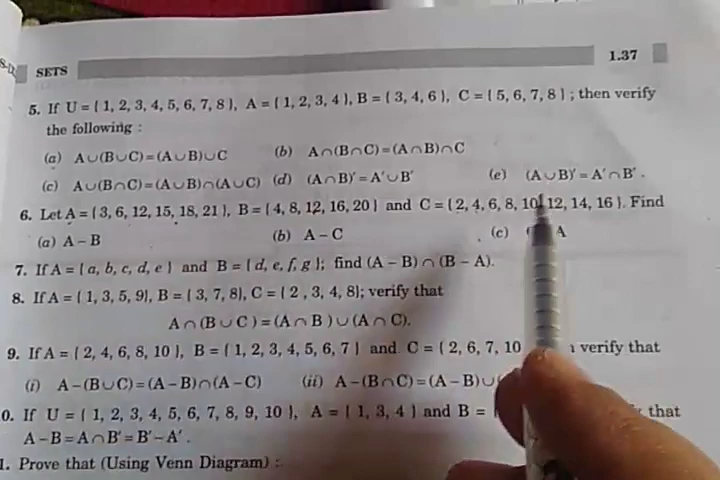 SETS 1.37
5. If U = { 1, 2, 3, 4, 5, 6, 7, 8 }, A = { 1, 2, 3, 4 }, B = { 3, 4, 6 }, C = { 5, 6, 7, 8 } ; then verify
the following :
(a) A∪(B∪C)=(A∪B)∪C (b) A∩(B∩C)=(A∩B)∩C
(c) A∪(B∩C)=(A∪B)∩(A∪C) (d) (A∩B)′=A′∪B′ (e) (A∪B)′=A′∩B′.
6. Let A = { 3, 6, 12, 15, 18, 21 }, B = { 4, 8, 12, 16, 20 } and C = { 2, 4, 6, 8, 10, 12, 14, 16 }. Find
(a) A – B (b) A – C (c) A
7. If A = { a, b, c, d, e } and B = { d, e, f, g }; find (A – B) ∩ (B – A).
8. If A = { 1, 3, 5, 9}, B = { 3, 7, 8}, C = { 2 , 3, 4, 8}; verify that
A∩(B∪C)=(A∩B)∪(A∩C).
9. If A = { 2, 4, 6, 8, 10 }, B = { 1, 2, 3, 4, 5, 6, 7 } and C = { 2, 6, 7, 10 verify that
(i) A–(B∪C)=(A–B)∩(A–C) (ii) A–(B∩C)=(A–B)∪
0. If U = { 1, 2, 3, 4, 5, 6, 7, 8, 9, 10 }, A = { 1, 3, 4 } and B = { that
A–B=A∩B′=B′–A′.
1. Prove that (Using Venn Diagram) :